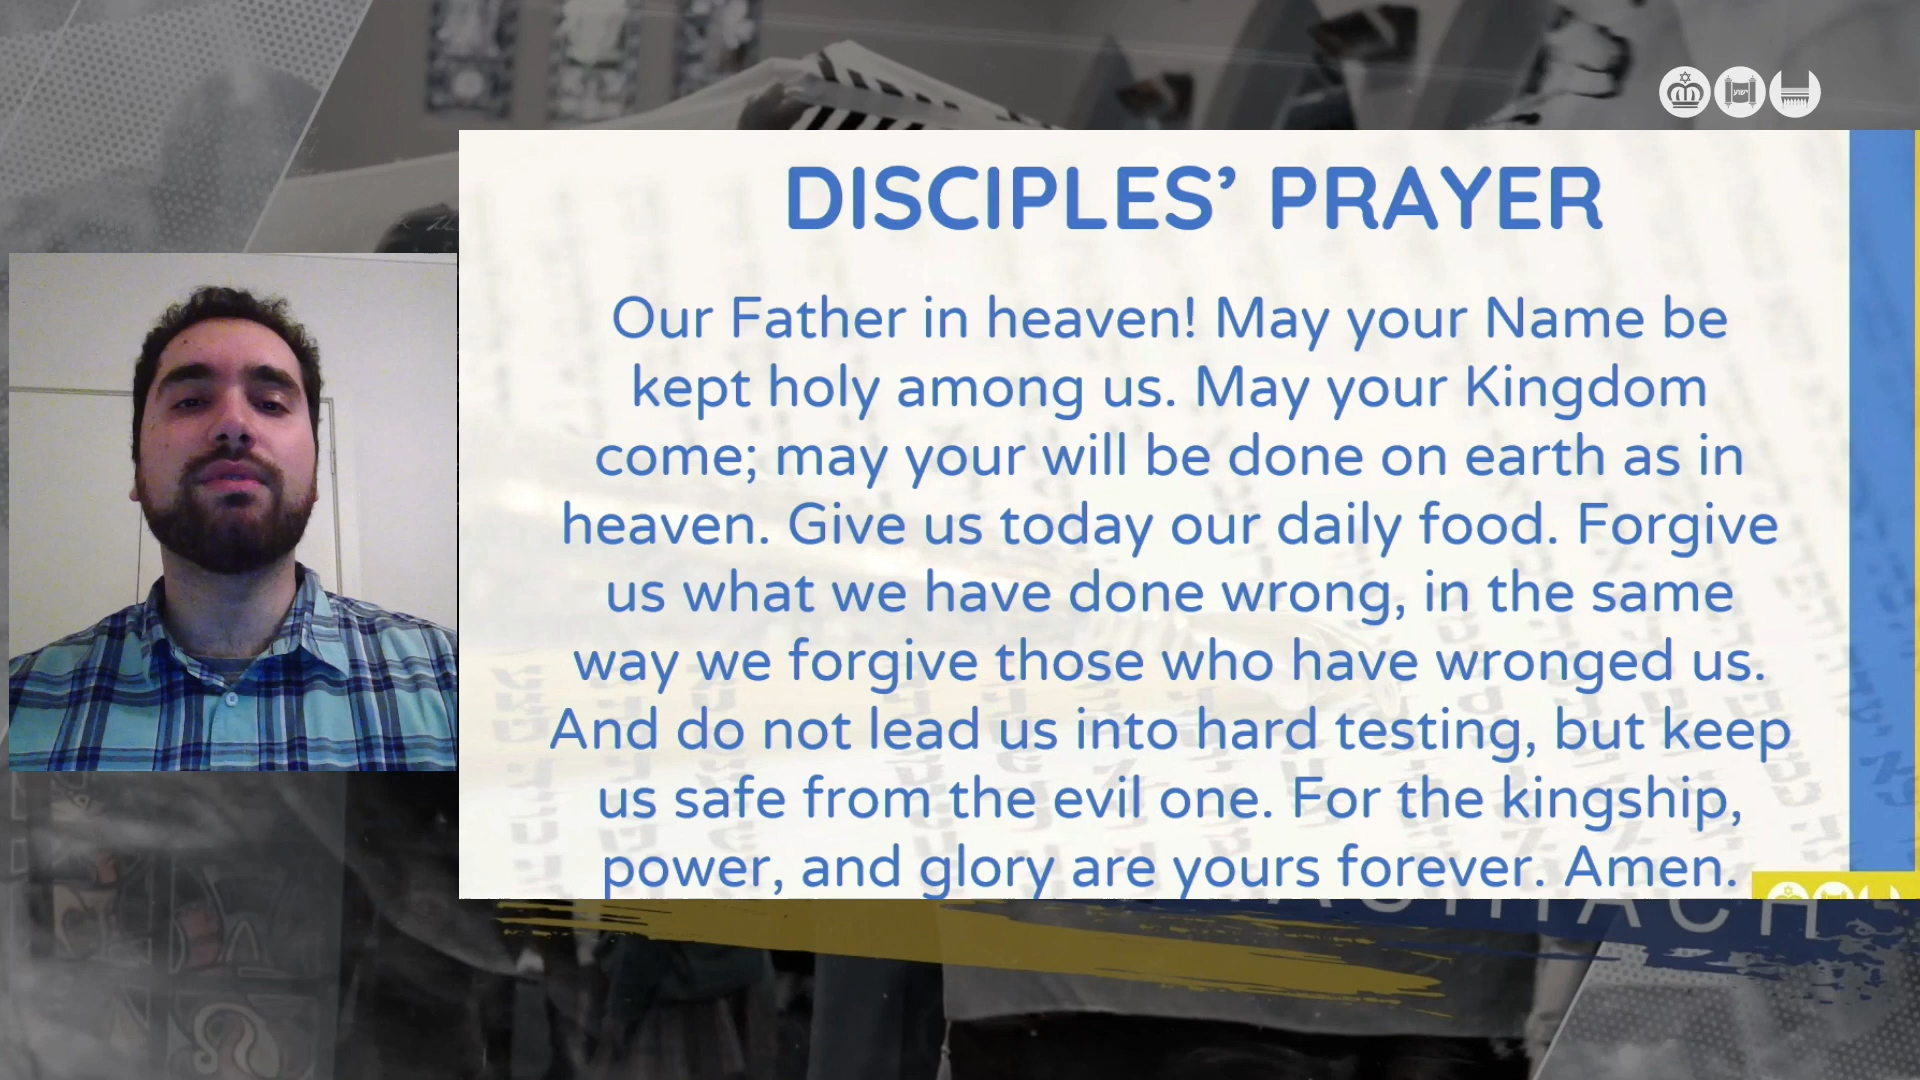 DISCIPLES’ PRAYER
Our Father in heaven! May your Name be
kept holy among us. May your Kingdom
come; may your will be done on earth as in
heaven. Give us today our daily food. Forgive
us what we have done wrong, in the same
way we forgive those who have wronged us.
And do not lead us into hard testing, but keep
us safe from the evil one. For the kingship,
power, and glory are yours forever. Amen.